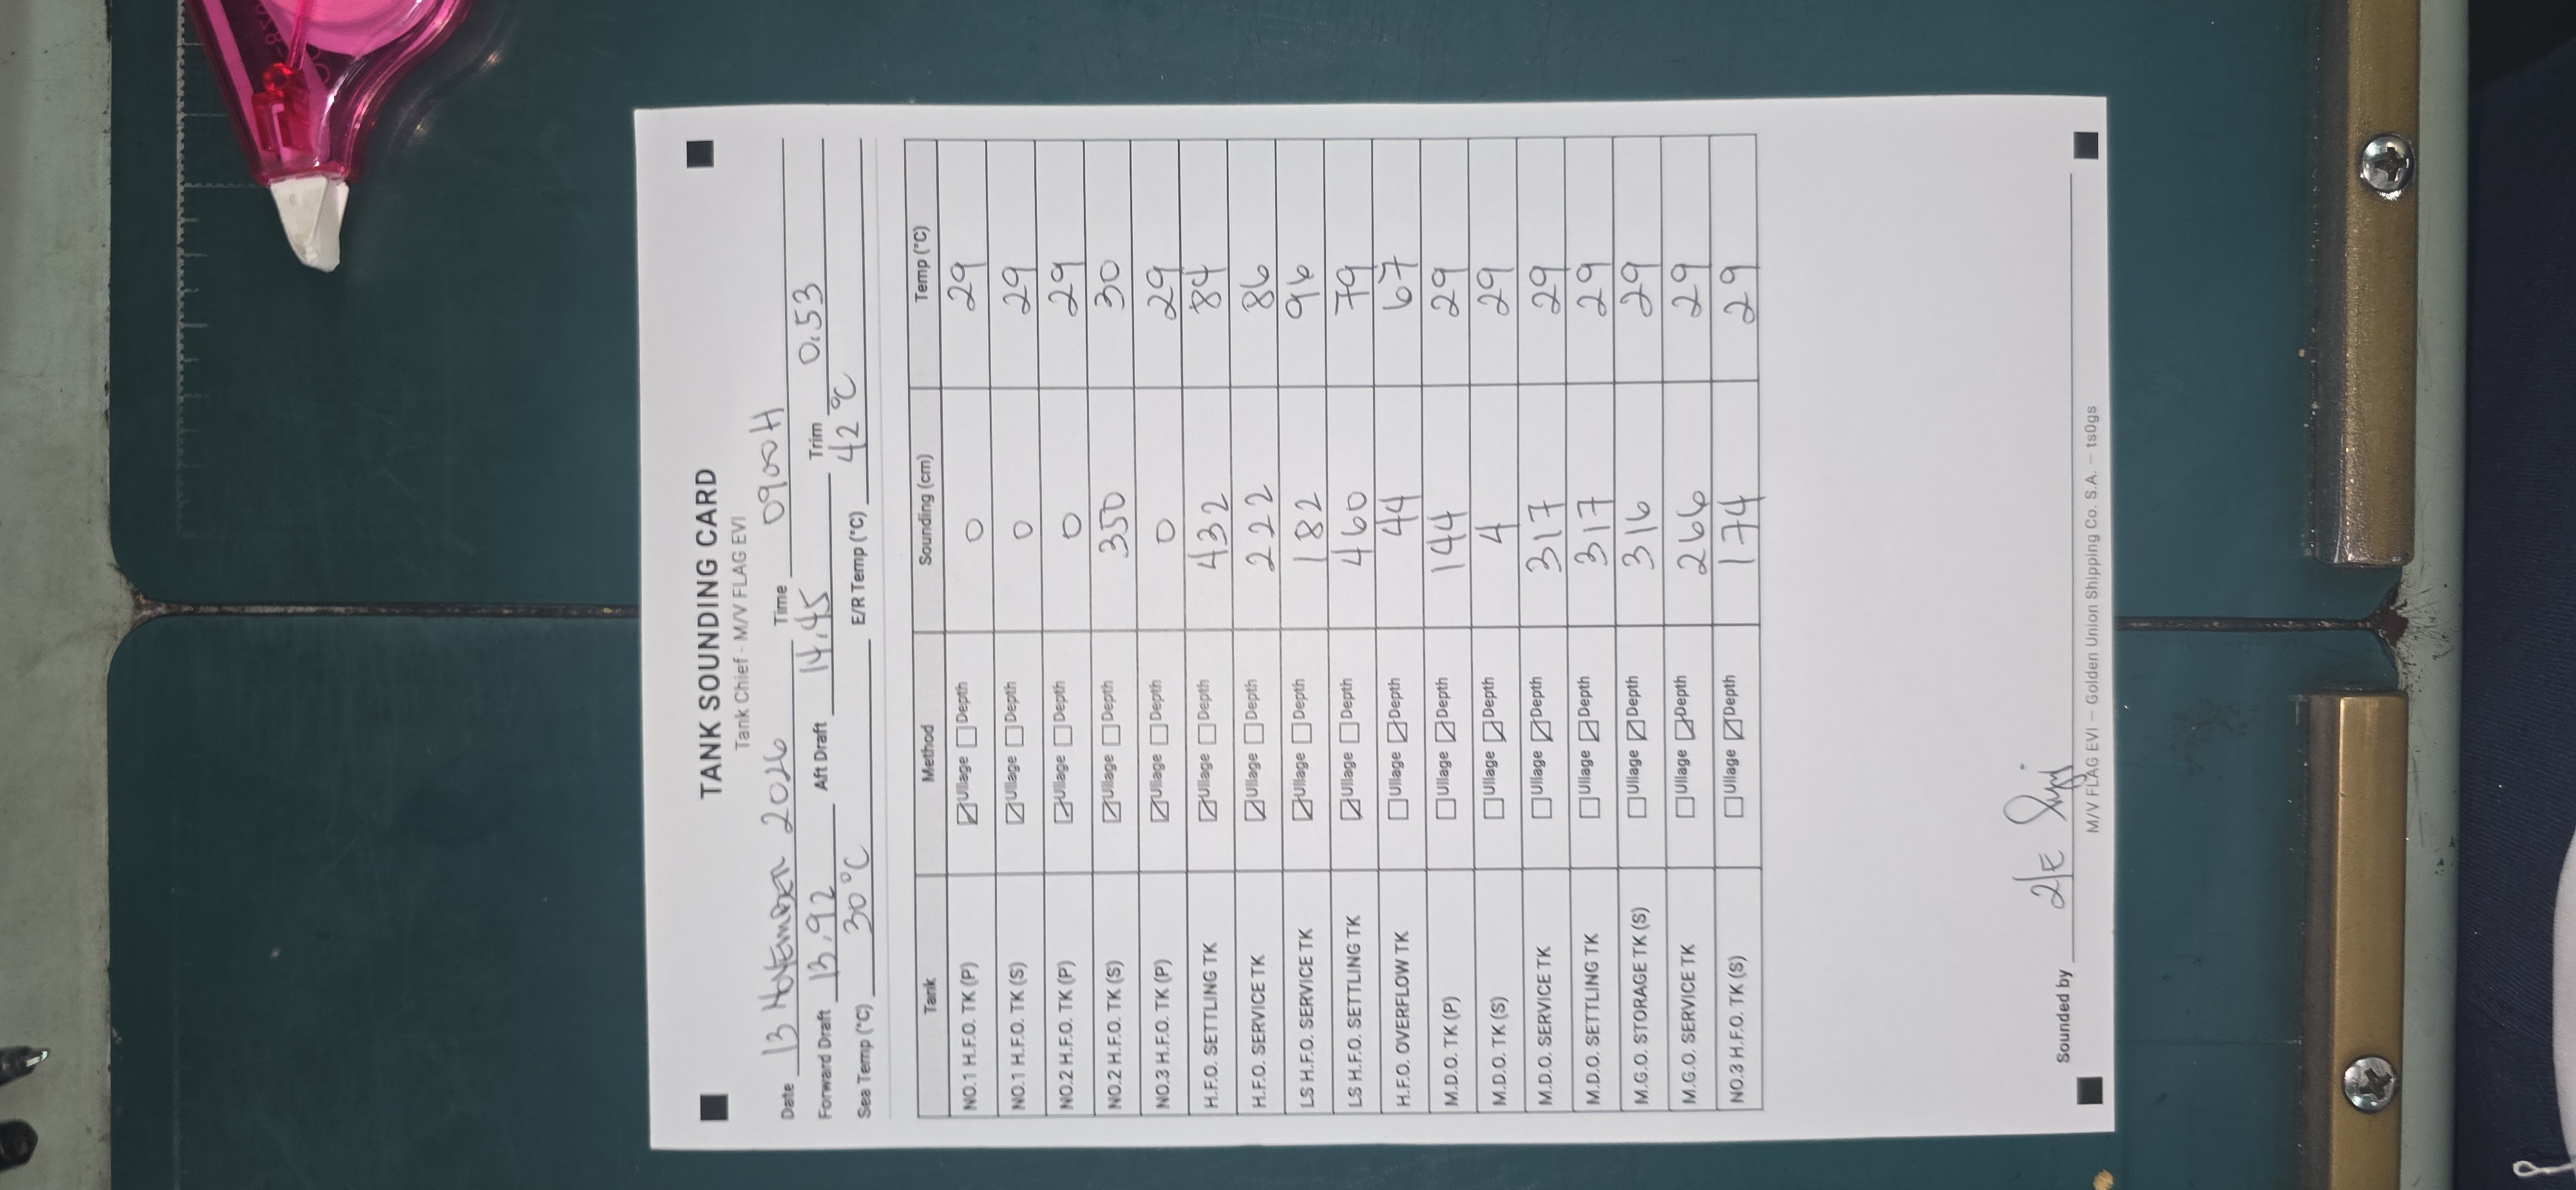 TANK SOUNDING CARD
Tank Chief - M/V FLAG EVI
Date 13 NOVEMBER 2026 Time 0900H
Forward Draft 13.92 Aft Draft 14.45 Trim 0.53
Sea Temp (°C) 30°C E/R Temp (°C) 42°C
Tank Method Sounding (cm) Temp (°C)
NO.1 H.F.O. TK (P) ☑Ullage ☐Depth 0 29
NO.1 H.F.O. TK (S) ☑Ullage ☐Depth 0 29
NO.2 H.F.O. TK (P) ☑Ullage ☐Depth 0 29
NO.2 H.F.O. TK (S) ☑Ullage ☐Depth 350 30
NO.3 H.F.O. TK (P) ☑Ullage ☐Depth 0 29
H.F.O. SETTLING TK ☑Ullage ☐Depth 432 84
H.F.O. SERVICE TK ☑Ullage ☐Depth 222 86
LS H.F.O. SERVICE TK ☑Ullage ☐Depth 182 96
LS H.F.O. SETTLING TK ☑Ullage ☐Depth 460 79
H.F.O. OVERFLOW TK ☐Ullage ☑Depth 44 67
M.D.O. TK (P) ☐Ullage ☑Depth 144 29
M.D.O. TK (S) ☐Ullage ☑Depth 4 29
M.D.O. SERVICE TK ☐Ullage ☑Depth 317 29
M.D.O. SETTLING TK ☐Ullage ☑Depth 317 29
M.G.O. STORAGE TK (S) ☐Ullage ☑Depth 316 29
M.G.O. SERVICE TK ☐Ullage ☑Depth 266 29
NO.3 H.F.O. TK (S) ☐Ullage ☑Depth 174 29
Sounded by 2/E
M/V FLAG EVI — Golden Union Shipping Co. S.A. — ts0gs